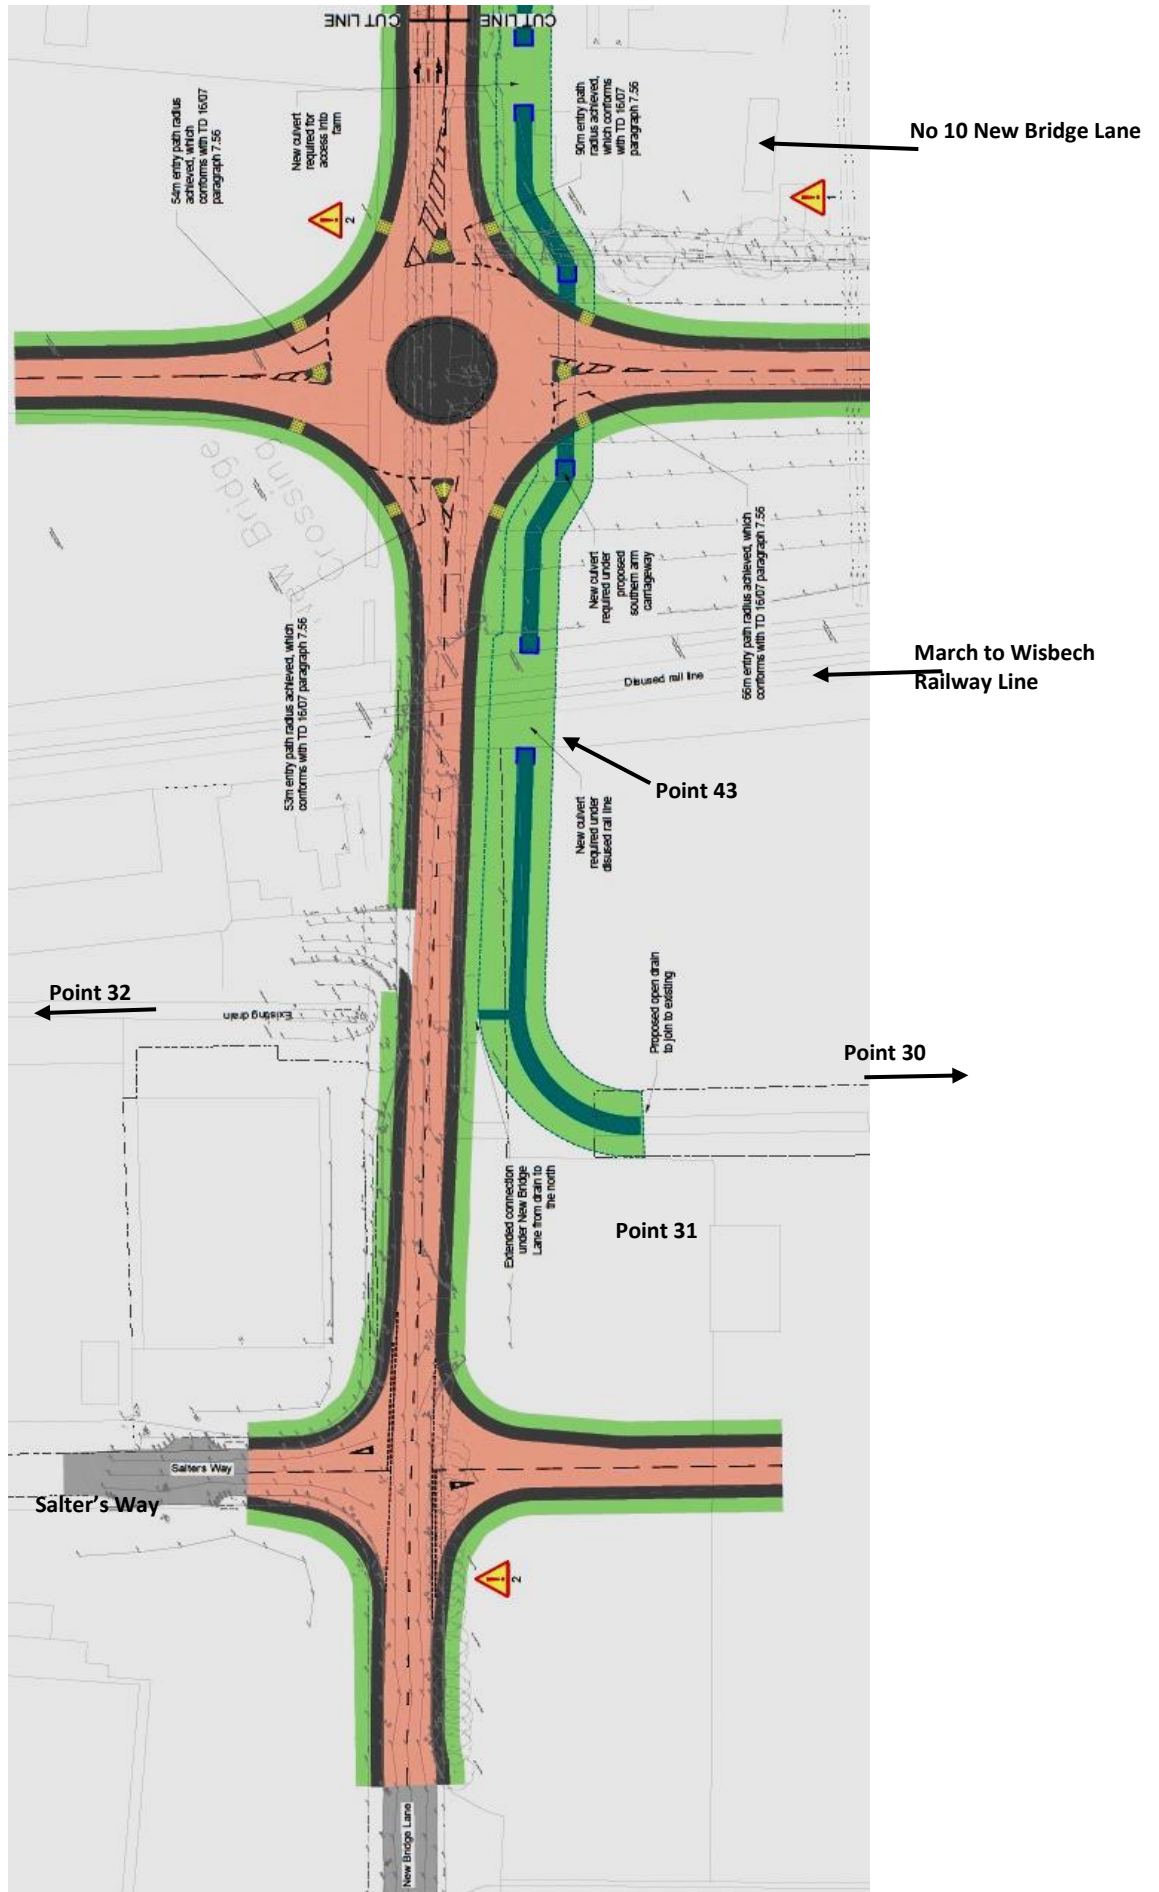 CUT LINE
CUT LINE
54m entry path radius
achieved, which
conforms with TD 16/07
paragraph 7.56
New culvert
required for
access into
farm
90m entry path
radius achieved,
which conforms
with TD 16/07
paragraph 7.56
No 10 New Bridge Lane
2
1
New Bridge
Crossing
53m entry path radius achieved, which
conforms with TD 16/07 paragraph 7.56
New culvert
required under
proposed
southern arm
carriageway
66m entry path radius achieved, which
conforms with TD 16/07 paragraph 7.56
Disused rail line
March to Wisbech
Railway Line
Point 43
New culvert
required under
disused rail line
Point 32
Existing drain
Proposed open drain
to join to existing
Point 30
Extended connection
under New Bridge
Lane from drain to
the north
Point 31
Salters Way
Salter's Way
2
New Bridge Lane